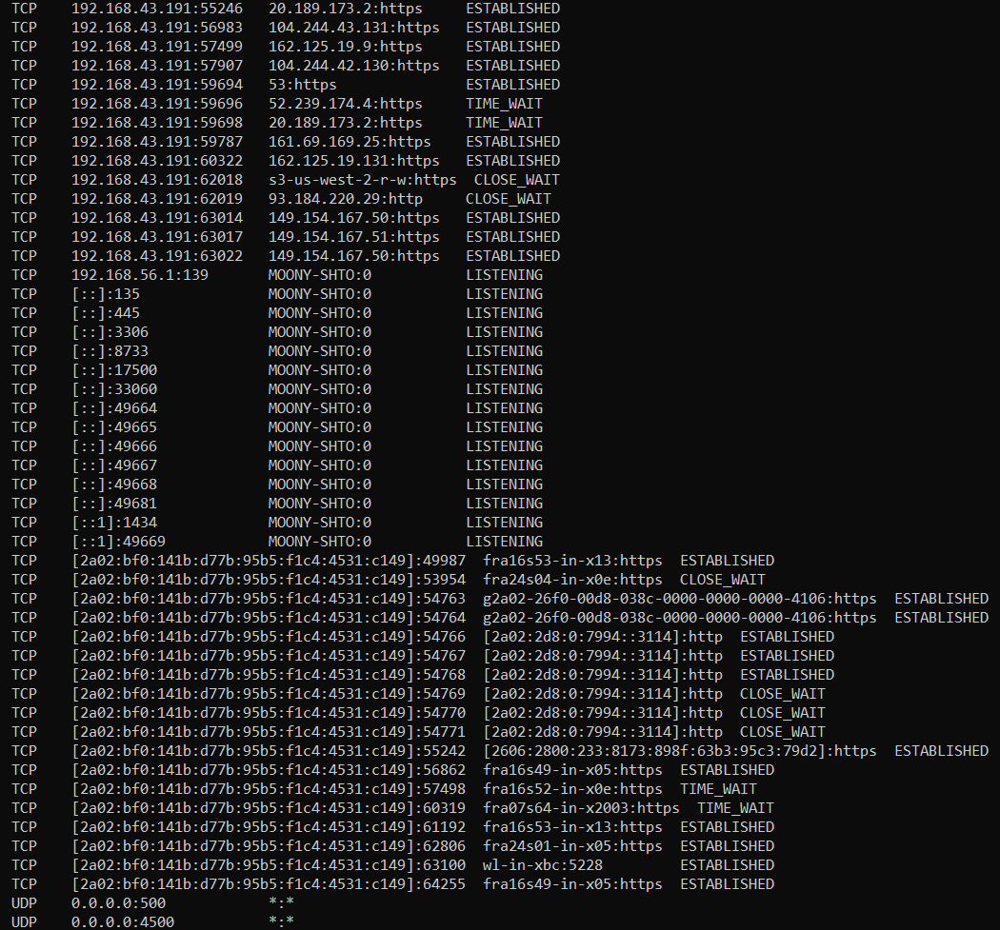 TCP    192.168.43.191:55246   20.189.173.2:https     ESTABLISHED
TCP    192.168.43.191:56983   104.244.43.131:https   ESTABLISHED
TCP    192.168.43.191:57499   162.125.19.9:https     ESTABLISHED
TCP    192.168.43.191:57907   104.244.42.130:https   ESTABLISHED
TCP    192.168.43.191:59694   53:https               ESTABLISHED
TCP    192.168.43.191:59696   52.239.174.4:https     TIME_WAIT
TCP    192.168.43.191:59698   20.189.173.2:https     TIME_WAIT
TCP    192.168.43.191:59787   161.69.169.25:https    ESTABLISHED
TCP    192.168.43.191:60322   162.125.19.131:https   ESTABLISHED
TCP    192.168.43.191:62018   s3-us-west-2-r-w:https  CLOSE_WAIT
TCP    192.168.43.191:62019   93.184.220.29:http     CLOSE_WAIT
TCP    192.168.43.191:63014   149.154.167.50:https   ESTABLISHED
TCP    192.168.43.191:63017   149.154.167.51:https   ESTABLISHED
TCP    192.168.43.191:63022   149.154.167.50:https   ESTABLISHED
TCP    192.168.56.1:139       MOONY-SHTO:0           LISTENING
TCP    [::]:135               MOONY-SHTO:0           LISTENING
TCP    [::]:445               MOONY-SHTO:0           LISTENING
TCP    [::]:3306              MOONY-SHTO:0           LISTENING
TCP    [::]:8733              MOONY-SHTO:0           LISTENING
TCP    [::]:17500             MOONY-SHTO:0           LISTENING
TCP    [::]:33060             MOONY-SHTO:0           LISTENING
TCP    [::]:49664             MOONY-SHTO:0           LISTENING
TCP    [::]:49665             MOONY-SHTO:0           LISTENING
TCP    [::]:49666             MOONY-SHTO:0           LISTENING
TCP    [::]:49667             MOONY-SHTO:0           LISTENING
TCP    [::]:49668             MOONY-SHTO:0           LISTENING
TCP    [::]:49681             MOONY-SHTO:0           LISTENING
TCP    [::1]:1434             MOONY-SHTO:0           LISTENING
TCP    [::1]:49669            MOONY-SHTO:0           LISTENING
TCP    [2a02:bf0:141b:d77b:95b5:f1c4:4531:c149]:49987  fra16s53-in-x13:https  ESTABLISHED
TCP    [2a02:bf0:141b:d77b:95b5:f1c4:4531:c149]:53954  fra24s04-in-x0e:https  CLOSE_WAIT
TCP    [2a02:bf0:141b:d77b:95b5:f1c4:4531:c149]:54763  g2a02-26f0-00d8-038c-0000-0000-0000-4106:https  ESTABLISHED
TCP    [2a02:bf0:141b:d77b:95b5:f1c4:4531:c149]:54764  g2a02-26f0-00d8-038c-0000-0000-0000-4106:https  ESTABLISHED
TCP    [2a02:bf0:141b:d77b:95b5:f1c4:4531:c149]:54766  [2a02:2d8:0:7994::3114]:http  ESTABLISHED
TCP    [2a02:bf0:141b:d77b:95b5:f1c4:4531:c149]:54767  [2a02:2d8:0:7994::3114]:http  ESTABLISHED
TCP    [2a02:bf0:141b:d77b:95b5:f1c4:4531:c149]:54768  [2a02:2d8:0:7994::3114]:http  ESTABLISHED
TCP    [2a02:bf0:141b:d77b:95b5:f1c4:4531:c149]:54769  [2a02:2d8:0:7994::3114]:http  CLOSE_WAIT
TCP    [2a02:bf0:141b:d77b:95b5:f1c4:4531:c149]:54770  [2a02:2d8:0:7994::3114]:http  CLOSE_WAIT
TCP    [2a02:bf0:141b:d77b:95b5:f1c4:4531:c149]:54771  [2a02:2d8:0:7994::3114]:http  CLOSE_WAIT
TCP    [2a02:bf0:141b:d77b:95b5:f1c4:4531:c149]:55242  [2606:2800:233:8173:898f:63b3:95c3:79d2]:https  ESTABLISHED
TCP    [2a02:bf0:141b:d77b:95b5:f1c4:4531:c149]:56862  fra16s49-in-x05:https  ESTABLISHED
TCP    [2a02:bf0:141b:d77b:95b5:f1c4:4531:c149]:57498  fra16s52-in-x0e:https  TIME_WAIT
TCP    [2a02:bf0:141b:d77b:95b5:f1c4:4531:c149]:60319  fra07s64-in-x2003:https  TIME_WAIT
TCP    [2a02:bf0:141b:d77b:95b5:f1c4:4531:c149]:61192  fra16s53-in-x13:https  ESTABLISHED
TCP    [2a02:bf0:141b:d77b:95b5:f1c4:4531:c149]:62806  fra24s01-in-x05:https  ESTABLISHED
TCP    [2a02:bf0:141b:d77b:95b5:f1c4:4531:c149]:63100  wl-in-xbc:5228         ESTABLISHED
TCP    [2a02:bf0:141b:d77b:95b5:f1c4:4531:c149]:64255  fra16s49-in-x05:https  ESTABLISHED
UDP    0.0.0.0:500            *:*
UDP    0.0.0.0:4500           *:*